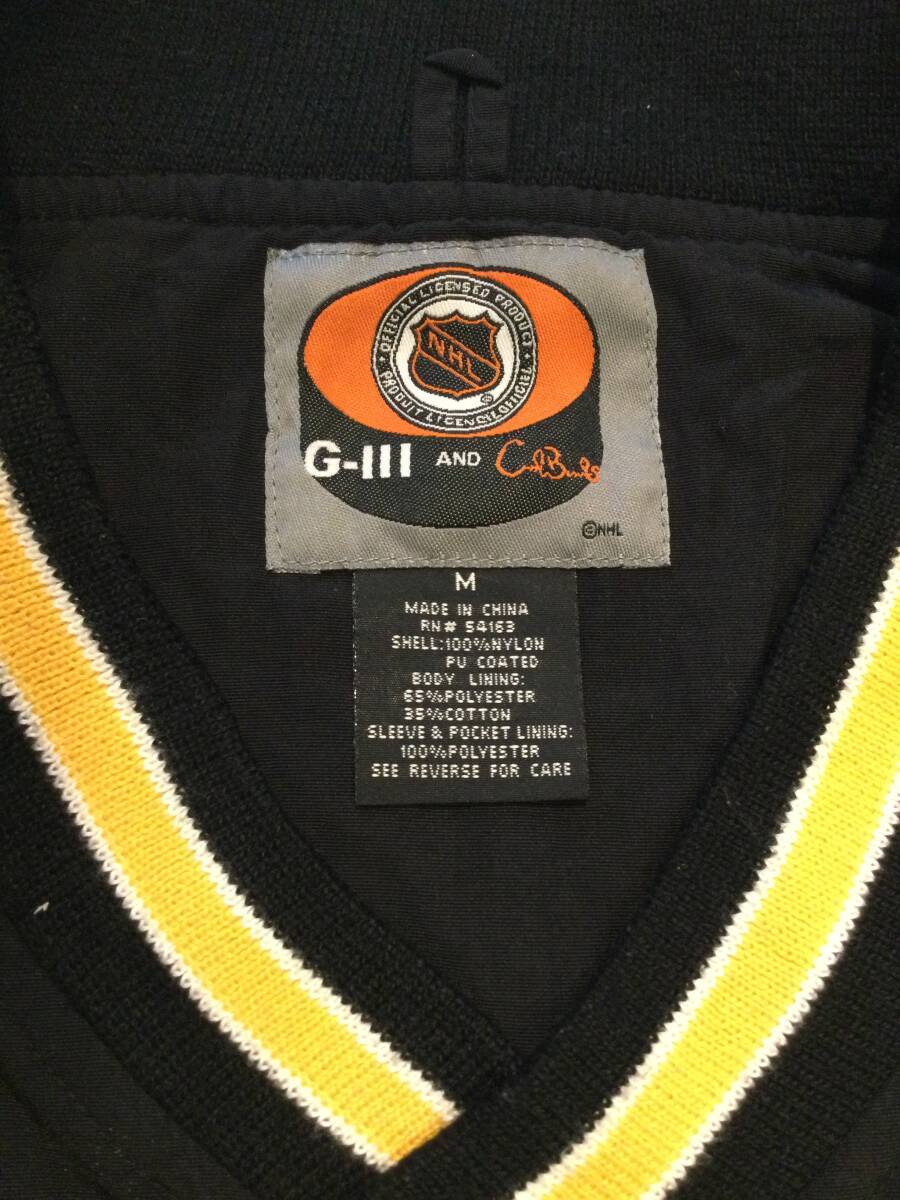 OFFICIAL LICENSED PRODUCT
NHL
®
PRODUIT LICENCIÉ OFFICIEL
G-III AND
©NHL
M
MADE IN CHINA
RN# 54163
SHELL:100%NYLON
PU COATED
BODY LINING:
65%POLYESTER
35%COTTON
SLEEVE & POCKET LINING:
100%POLYESTER
SEE REVERSE FOR CARE